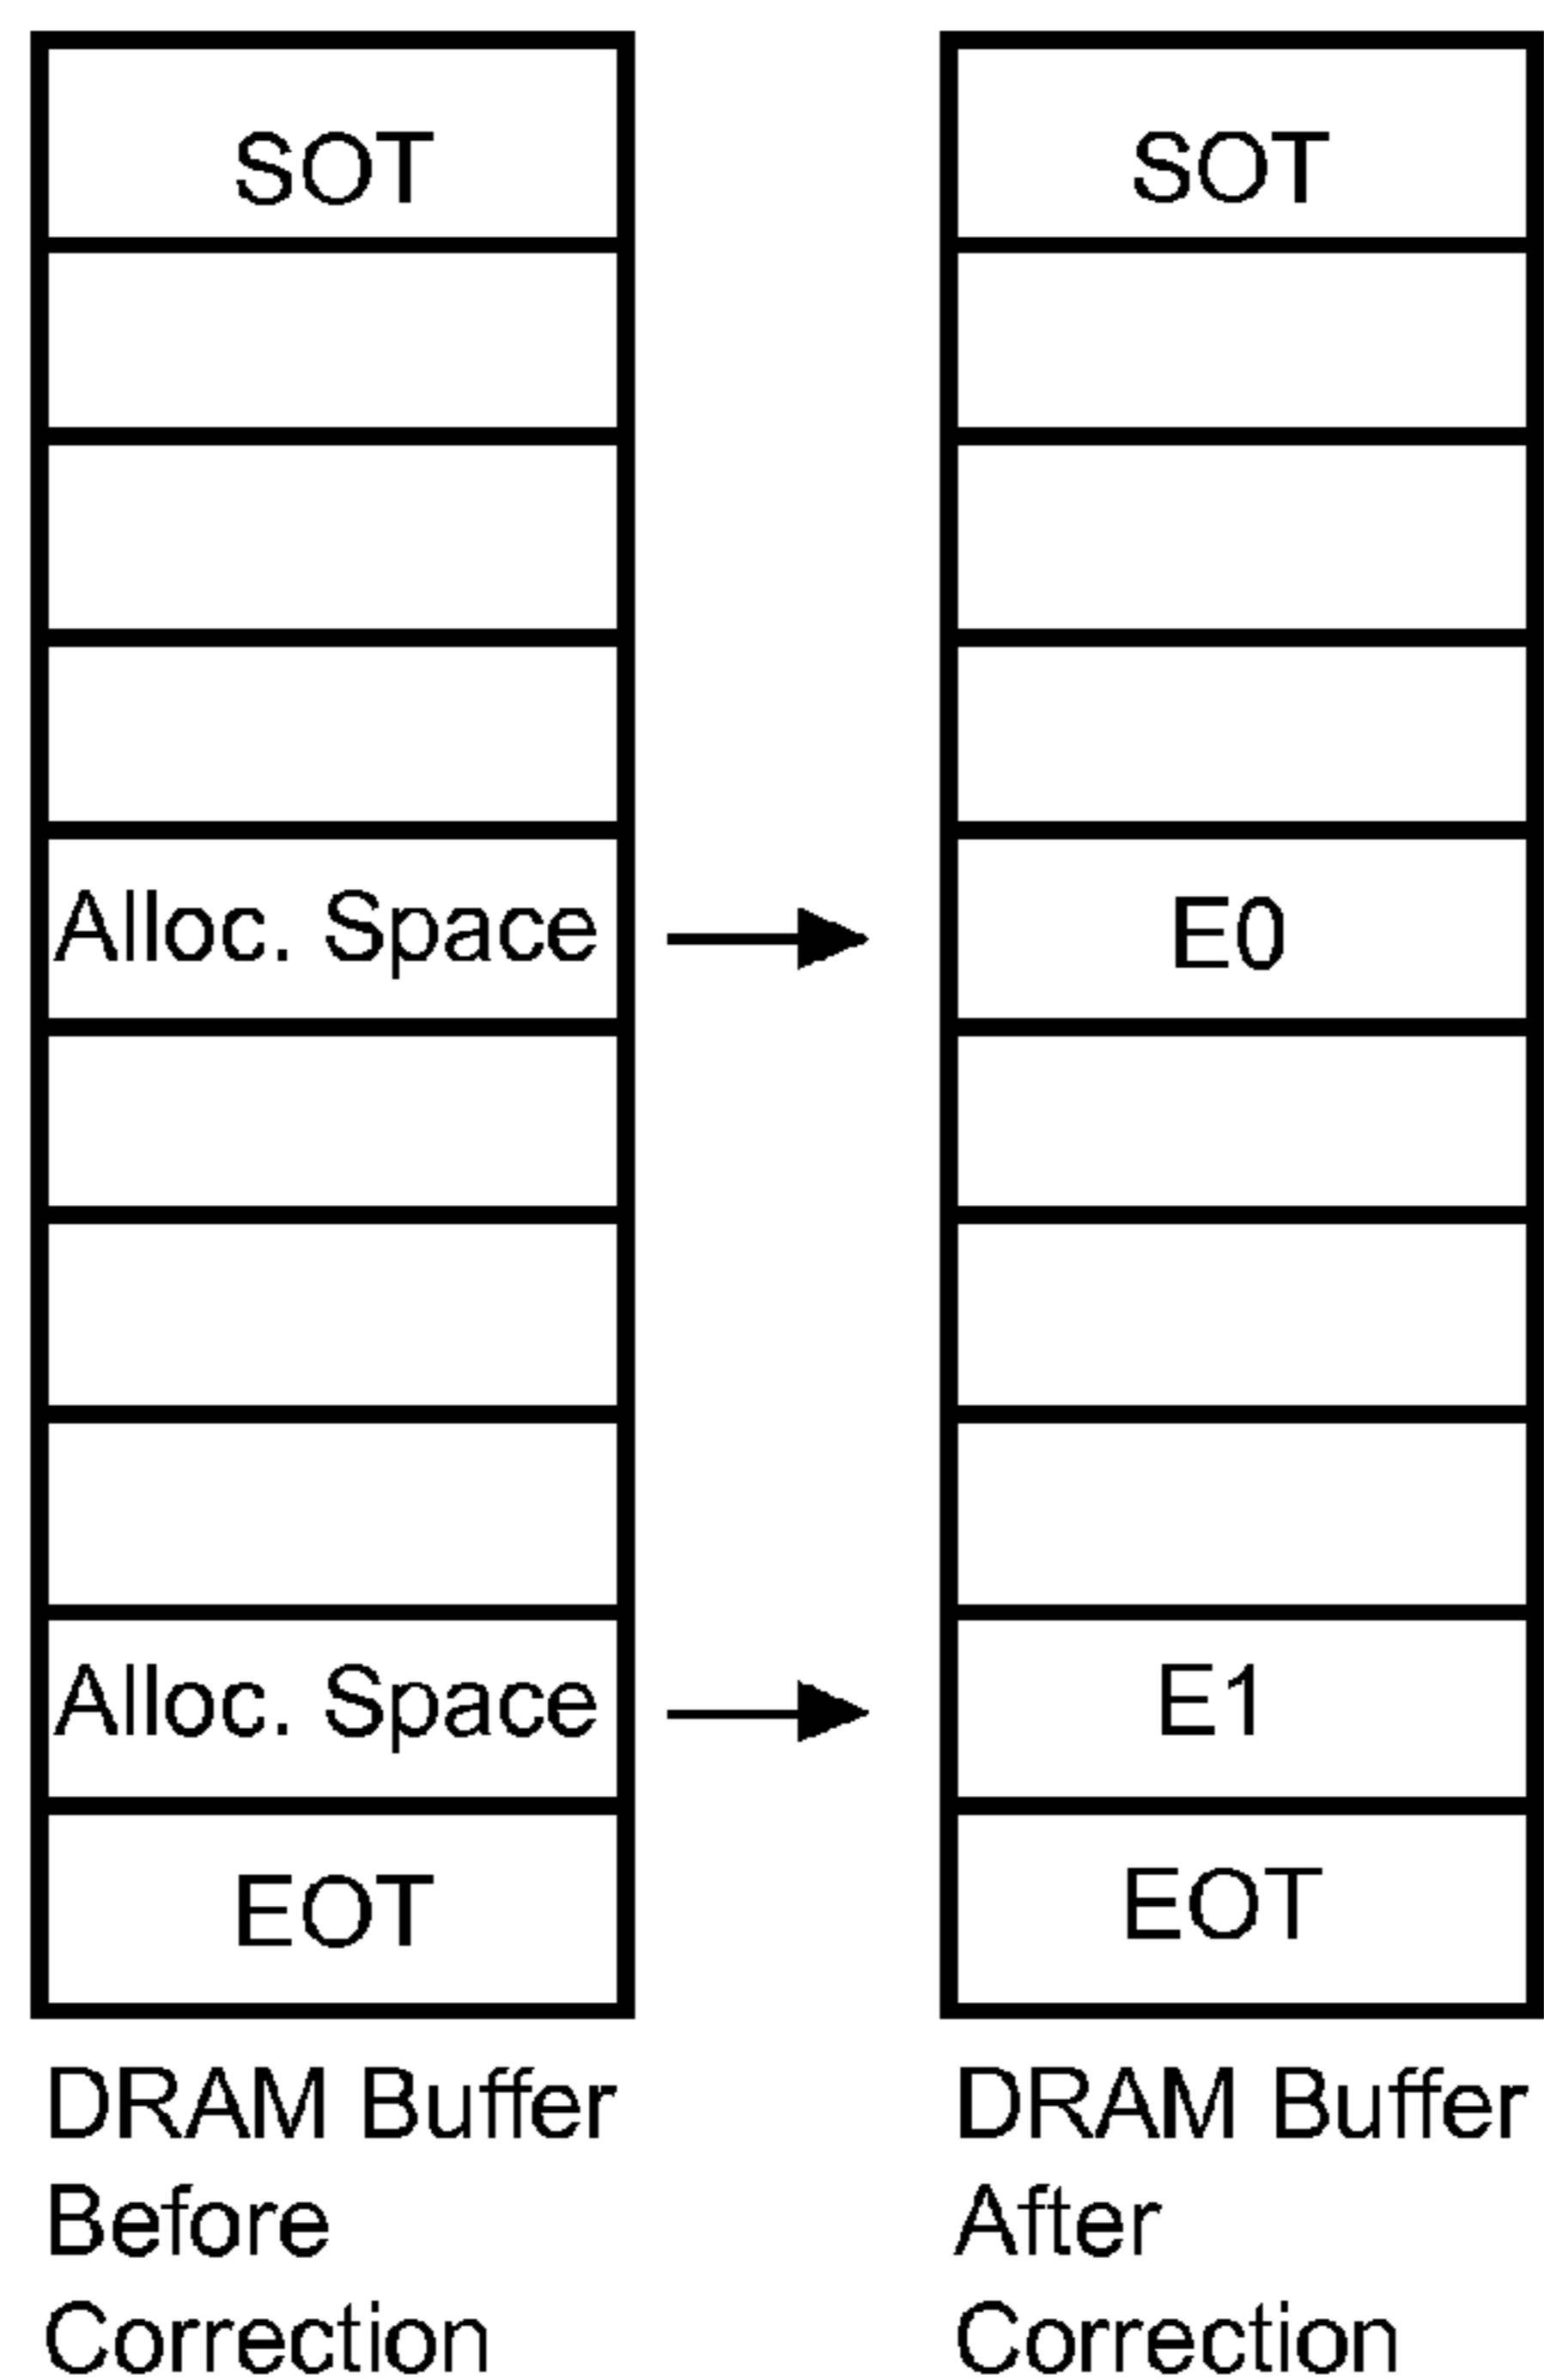 SOT
SOT
Alloc. Space
E0
Alloc. Space
E1
EOT
EOT
DRAM Buffer
Before
Correction
DRAM Buffer
After
Correction